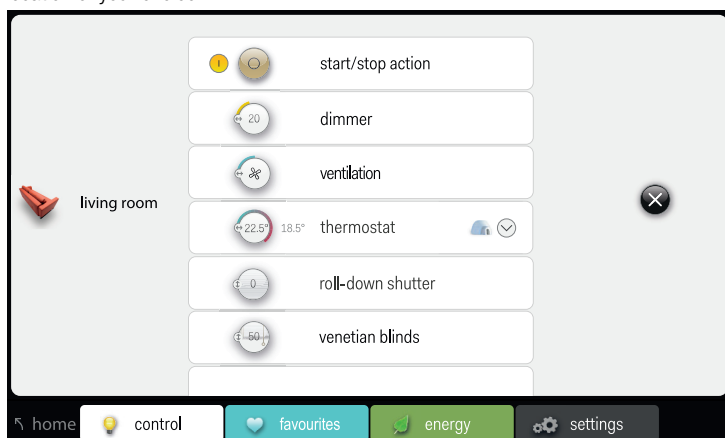 start/stop action
20
dimmer
ventilation
living room
22.5°
18.5°
thermostat
0
roll-down shutter
50
venetian blinds
home
control
favourites
energy
settings